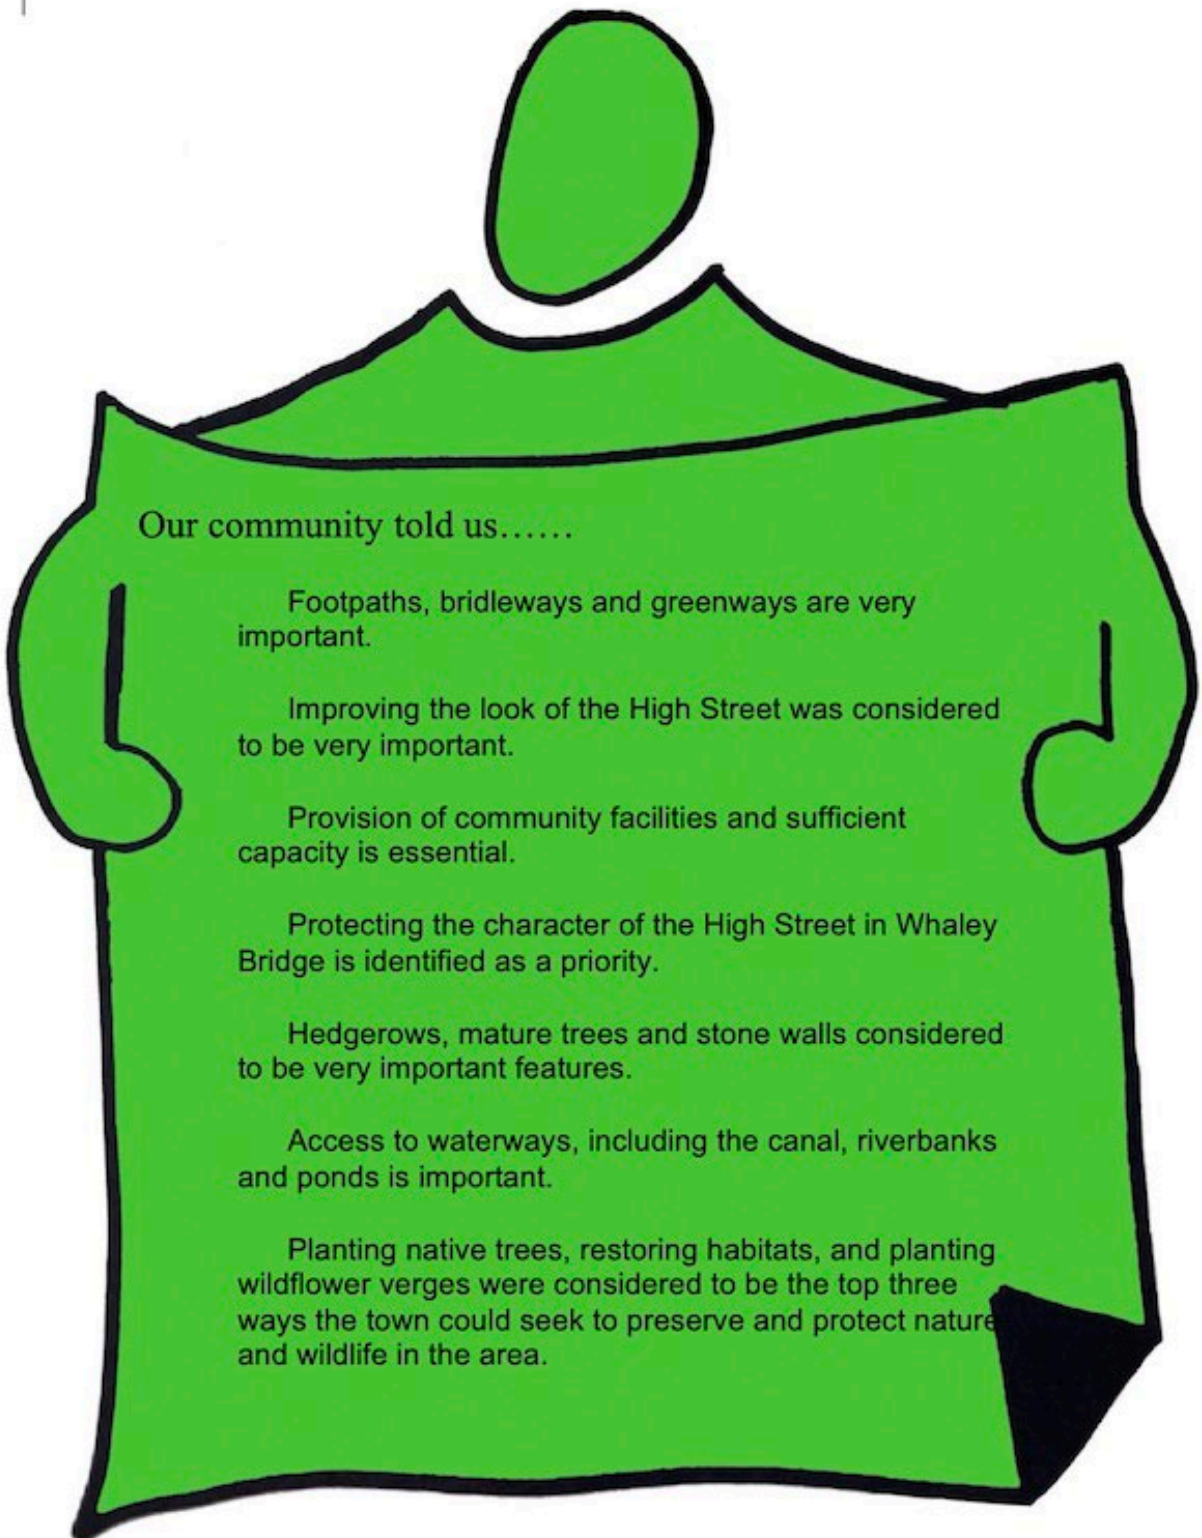 Our community told us......
Footpaths, bridleways and greenways are very
important.
Improving the look of the High Street was considered
to be very important.
Provision of community facilities and sufficient
capacity is essential.
Protecting the character of the High Street in Whaley
Bridge is identified as a priority.
Hedgerows, mature trees and stone walls considered
to be very important features.
Access to waterways, including the canal, riverbanks
and ponds is important.
Planting native trees, restoring habitats, and planting
wildflower verges were considered to be the top three
ways the town could seek to preserve and protect nature
and wildlife in the area.